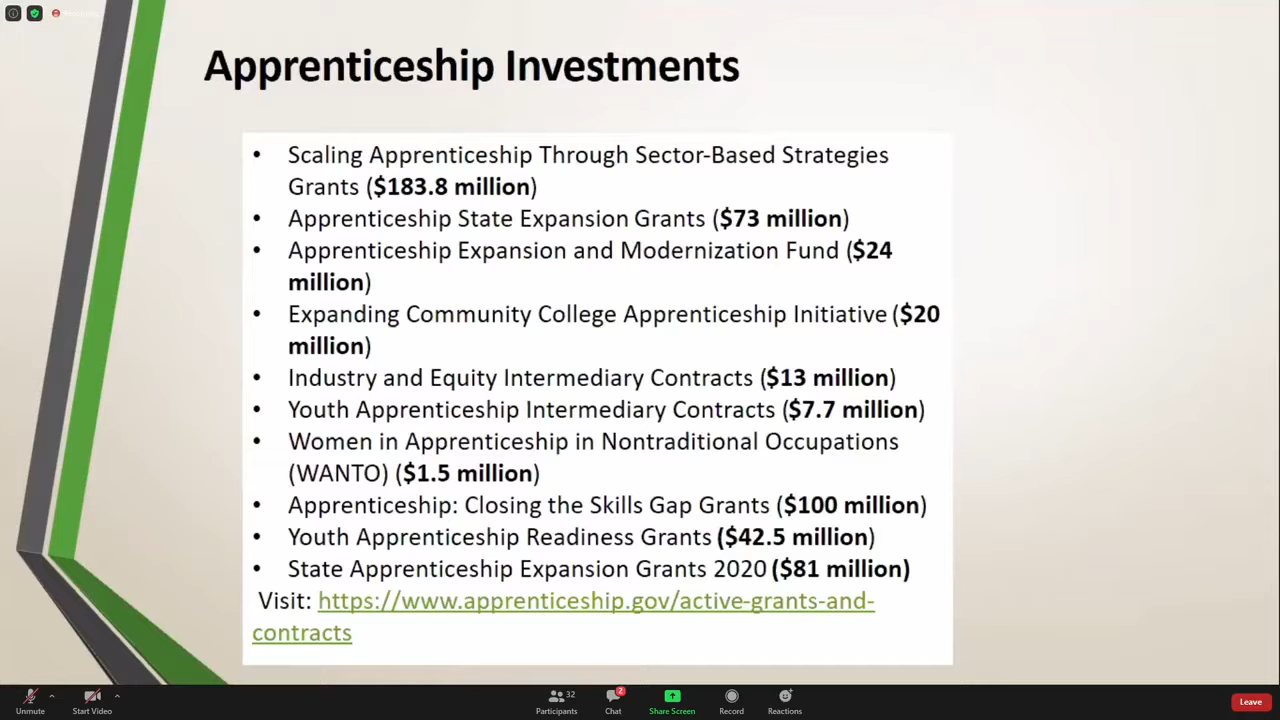 Apprenticeship Investments
• Scaling Apprenticeship Through Sector-Based Strategies
Grants ($183.8 million)
• Apprenticeship State Expansion Grants ($73 million)
• Apprenticeship Expansion and Modernization Fund ($24
million)
• Expanding Community College Apprenticeship Initiative ($20
million)
• Industry and Equity Intermediary Contracts ($13 million)
• Youth Apprenticeship Intermediary Contracts ($7.7 million)
• Women in Apprenticeship in Nontraditional Occupations
(WANTO) ($1.5 million)
• Apprenticeship: Closing the Skills Gap Grants ($100 million)
• Youth Apprenticeship Readiness Grants ($42.5 million)
• State Apprenticeship Expansion Grants 2020 ($81 million)
Visit: https://www.apprenticeship.gov/active-grants-and-
contracts
Unmute Start Video Participants 32 Chat 2 Share Screen Record Reactions Leave